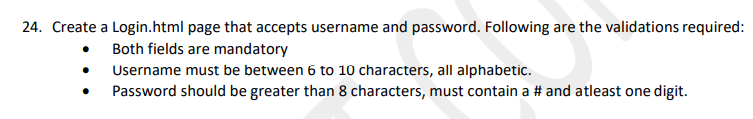 24. Create a Login.html page that accepts username and password. Following are the validations required:
• Both fields are mandatory
• Username must be between 6 to 10 characters, all alphabetic.
• Password should be greater than 8 characters, must contain a # and atleast one digit.